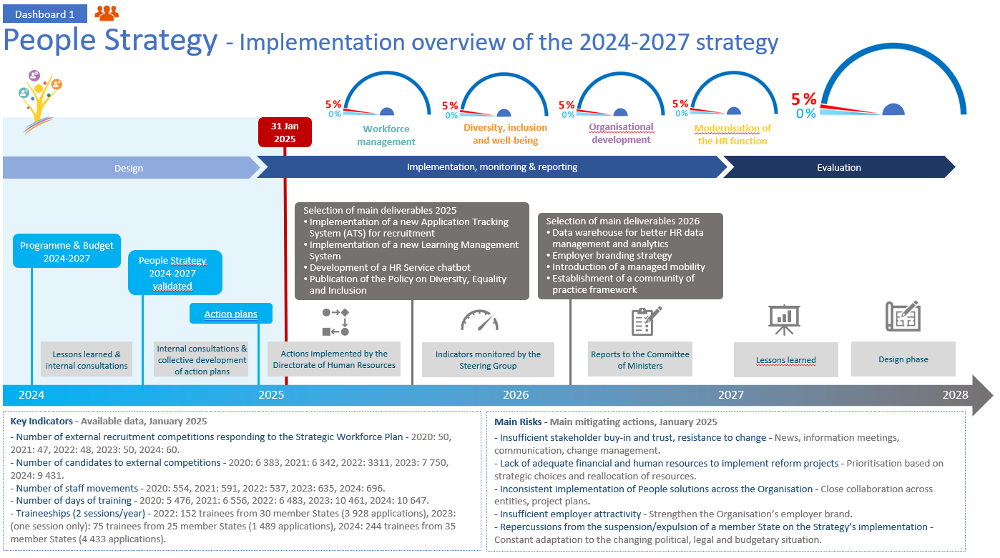 Dashboard 1
People Strategy - Implementation overview of the 2024-2027 strategy
5 %
0%
Workforce
management
5 %
0%
Diversity, inclusion
and well-being
5 %
0%
Organisational
development
5 %
0%
Modernisation of
the HR function
5 %
0%
31 Jan
2025
Design
Implementation, monitoring & reporting
Evaluation
Programme & Budget
2024-2027
People Strategy
2024-2027
validated
Action plans
Selection of main deliverables 2025
• Implementation of a new Application Tracking
System (ATS) for recruitment
• Implementation of a new Learning Management
System
• Development of a HR Service chatbot
• Publication of the Policy on Diversity, Equality
and Inclusion
Selection of main deliverables 2026
• Data warehouse for better HR data
management and analytics
• Employer branding strategy
• Introduction of a managed mobility
• Establishment of a community of
practice framework
Lessons learned &
internal consultations
Internal consultations &
collective development
of action plans
Actions implemented by the
Directorate of Human Resources
Indicators monitored by the
Steering Group
Reports to the Committee
of Ministers
Lessons learned
Design phase
2024
2025
2026
2027
2028
Key Indicators - Available data, January 2025
- Number of external recruitment competitions responding to the Strategic Workforce Plan - 2020: 50,
2021: 47, 2022: 48, 2023: 50, 2024: 60.
- Number of candidates to external competitions - 2020: 6 383, 2021: 6 342, 2022: 3311, 2023: 7 750,
2024: 9 431.
- Number of staff movements - 2020: 554, 2021: 591, 2022: 537, 2023: 635, 2024: 696.
- Number of days of training - 2020: 5 476, 2021: 6 556, 2022: 6 483, 2023: 10 461, 2024: 10 647.
- Traineeships (2 sessions/year) - 2022: 152 trainees from 30 member States (3 928 applications), 2023:
(one session only): 75 trainees from 25 member States (1 489 applications), 2024: 244 trainees from 35
member States (4 433 applications).
Main Risks - Main mitigating actions, January 2025
- Insufficient stakeholder buy-in and trust, resistance to change - News, information meetings,
communication, change management.
- Lack of adequate financial and human resources to implement reform projects - Prioritisation based on
strategic choices and reallocation of resources.
- Inconsistent implementation of People solutions across the Organisation - Close collaboration across
entities, project plans.
- Insufficient employer attractivity - Strengthen the Organisation's employer brand.
- Repercussions from the suspension/expulsion of a member State on the Strategy's implementation -
Constant adaptation to the changing political, legal and budgetary situation.